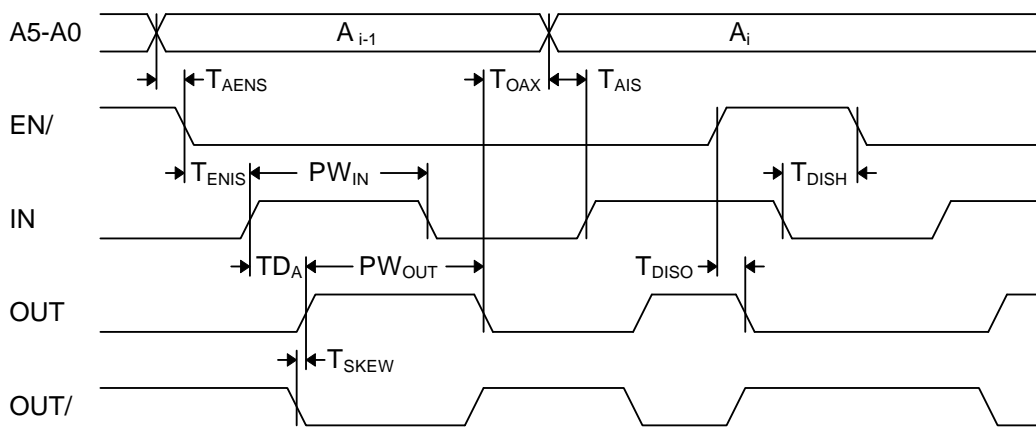 A5-A0 A i-1 Ai
TAENS TOAX TAIS
EN/
TENIS PWIN TDISH
IN
TDA PWOUT TDISO
OUT
TSKEW
OUT/